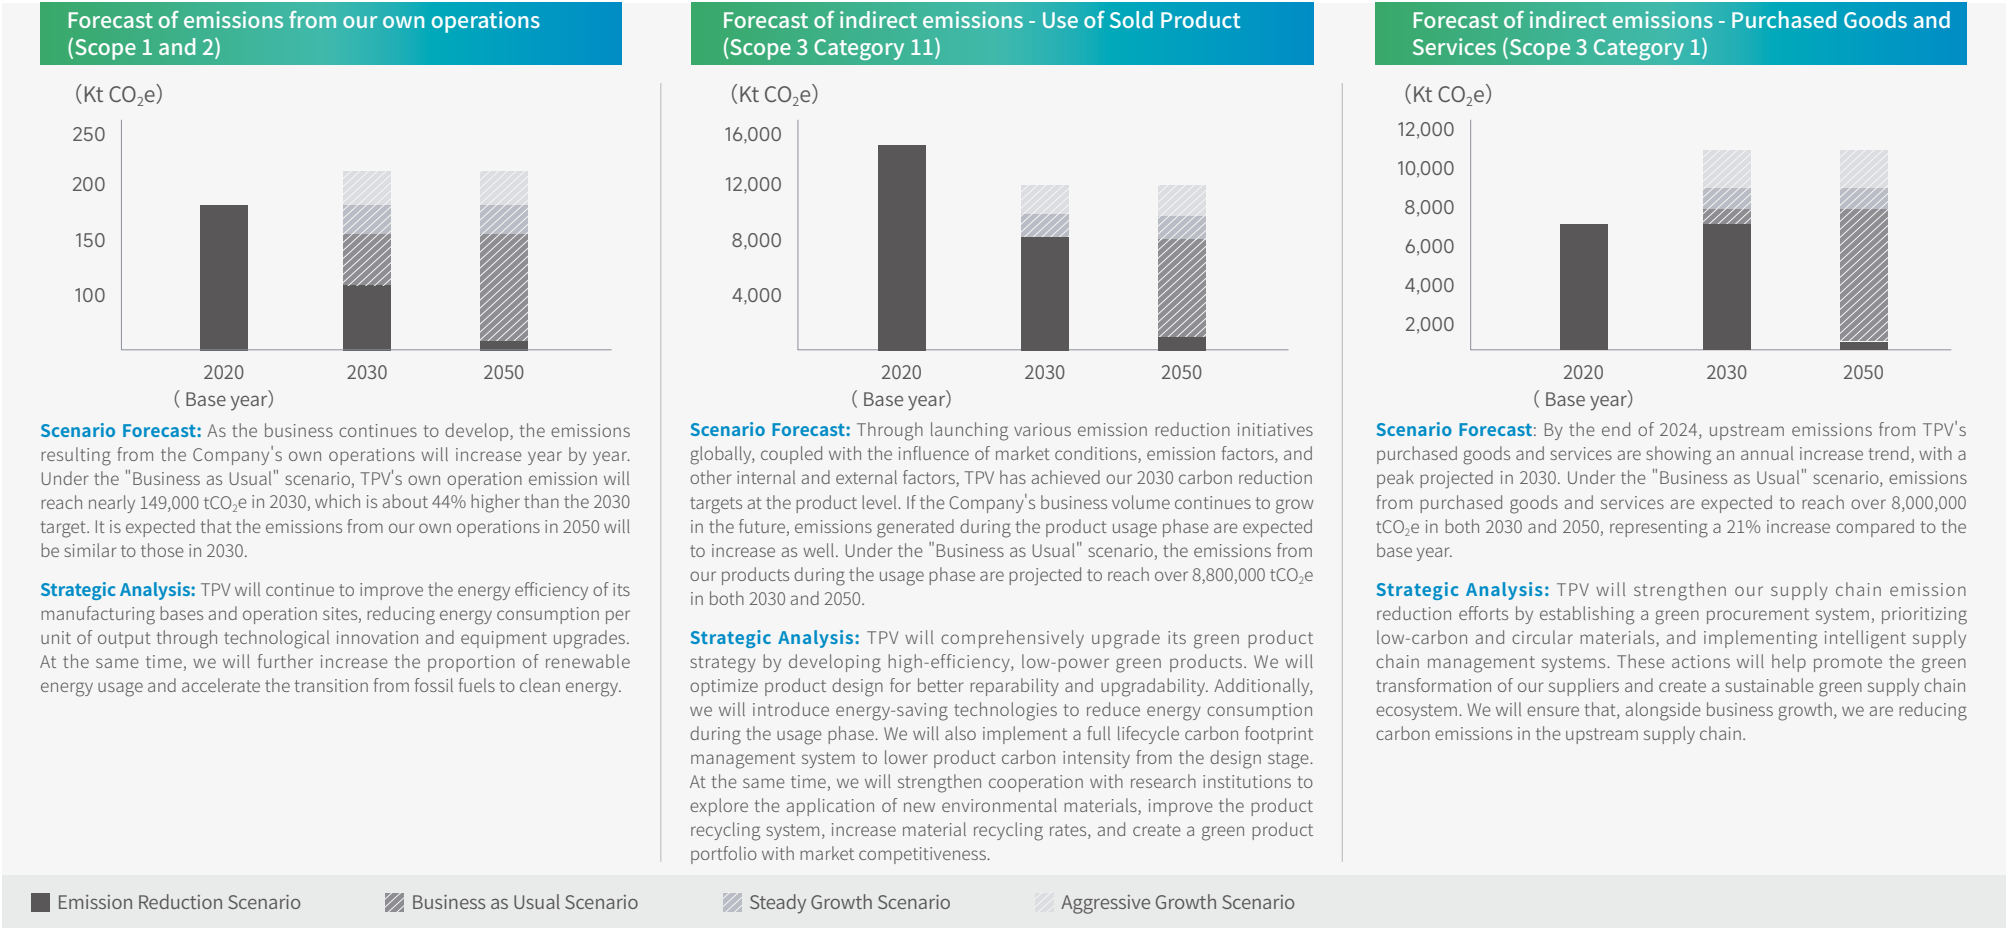 Forecast of emissions from our own operations
(Scope 1 and 2)
(Kt CO₂e)
250
200
150
100
2020
( Base year)
2030
2050
Scenario Forecast: As the business continues to develop, the emissions
resulting from the Company's own operations will increase year by year.
Under the "Business as Usual" scenario, TPV's own operation emission will
reach nearly 149,000 tCO₂e in 2030, which is about 44% higher than the 2030
target. It is expected that the emissions from our own operations in 2050 will
be similar to those in 2030.
Strategic Analysis: TPV will continue to improve the energy efficiency of its
manufacturing bases and operation sites, reducing energy consumption per
unit of output through technological innovation and equipment upgrades.
At the same time, we will further increase the proportion of renewable
energy usage and accelerate the transition from fossil fuels to clean energy.
Forecast of indirect emissions - Use of Sold Product
(Scope 3 Category 11)
(Kt CO₂e)
16,000
12,000
8,000
4,000
2020
( Base year)
2030
2050
Scenario Forecast: Through launching various emission reduction initiatives
globally, coupled with the influence of market conditions, emission factors, and
other internal and external factors, TPV has achieved our 2030 carbon reduction
targets at the product level. If the Company's business volume continues to grow
in the future, emissions generated during the product usage phase are expected
to increase as well. Under the "Business as Usual" scenario, the emissions from
our products during the usage phase are projected to reach over 8,800,000 tCO₂e
in both 2030 and 2050.
Strategic Analysis: TPV will comprehensively upgrade its green product
strategy by developing high-efficiency, low-power green products. We will
optimize product design for better reparability and upgradability. Additionally,
we will introduce energy-saving technologies to reduce energy consumption
during the usage phase. We will also implement a full lifecycle carbon footprint
management system to lower product carbon intensity from the design stage.
At the same time, we will strengthen cooperation with research institutions to
explore the application of new environmental materials, improve the product
recycling system, increase material recycling rates, and create a green product
portfolio with market competitiveness.
Forecast of indirect emissions - Purchased Goods and
Services (Scope 3 Category 1)
(Kt CO₂e)
12,000
10,000
8,000
6,000
4,000
2,000
2020
( Base year)
2030
2050
Scenario Forecast: By the end of 2024, upstream emissions from TPV's
purchased goods and services are showing an annual increase trend, with a
peak projected in 2030. Under the "Business as Usual" scenario, emissions
from purchased goods and services are expected to reach over 8,000,000
tCO₂e in both 2030 and 2050, representing a 21% increase compared to the
base year.
Strategic Analysis: TPV will strengthen our supply chain emission
reduction efforts by establishing a green procurement system, prioritizing
low-carbon and circular materials, and implementing intelligent supply
chain management systems. These actions will help promote the green
transformation of our suppliers and create a sustainable green supply chain
ecosystem. We will ensure that, alongside business growth, we are reducing
carbon emissions in the upstream supply chain.
Emission Reduction Scenario
Business as Usual Scenario
Steady Growth Scenario
Aggressive Growth Scenario